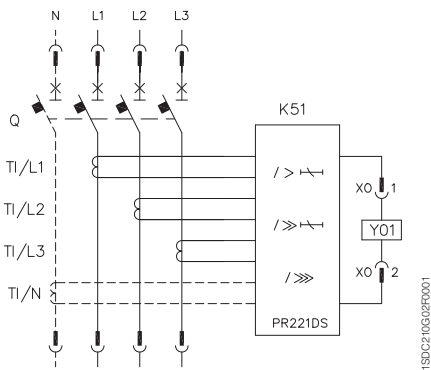 N L1 L2 L3
Q
K51
TI/L1
TI/L2
TI/L3
TI/N
/ >
/ ≫
/ ⋙
PR221DS
X0 1
Y01
X0 2
1SDC210G02F0001